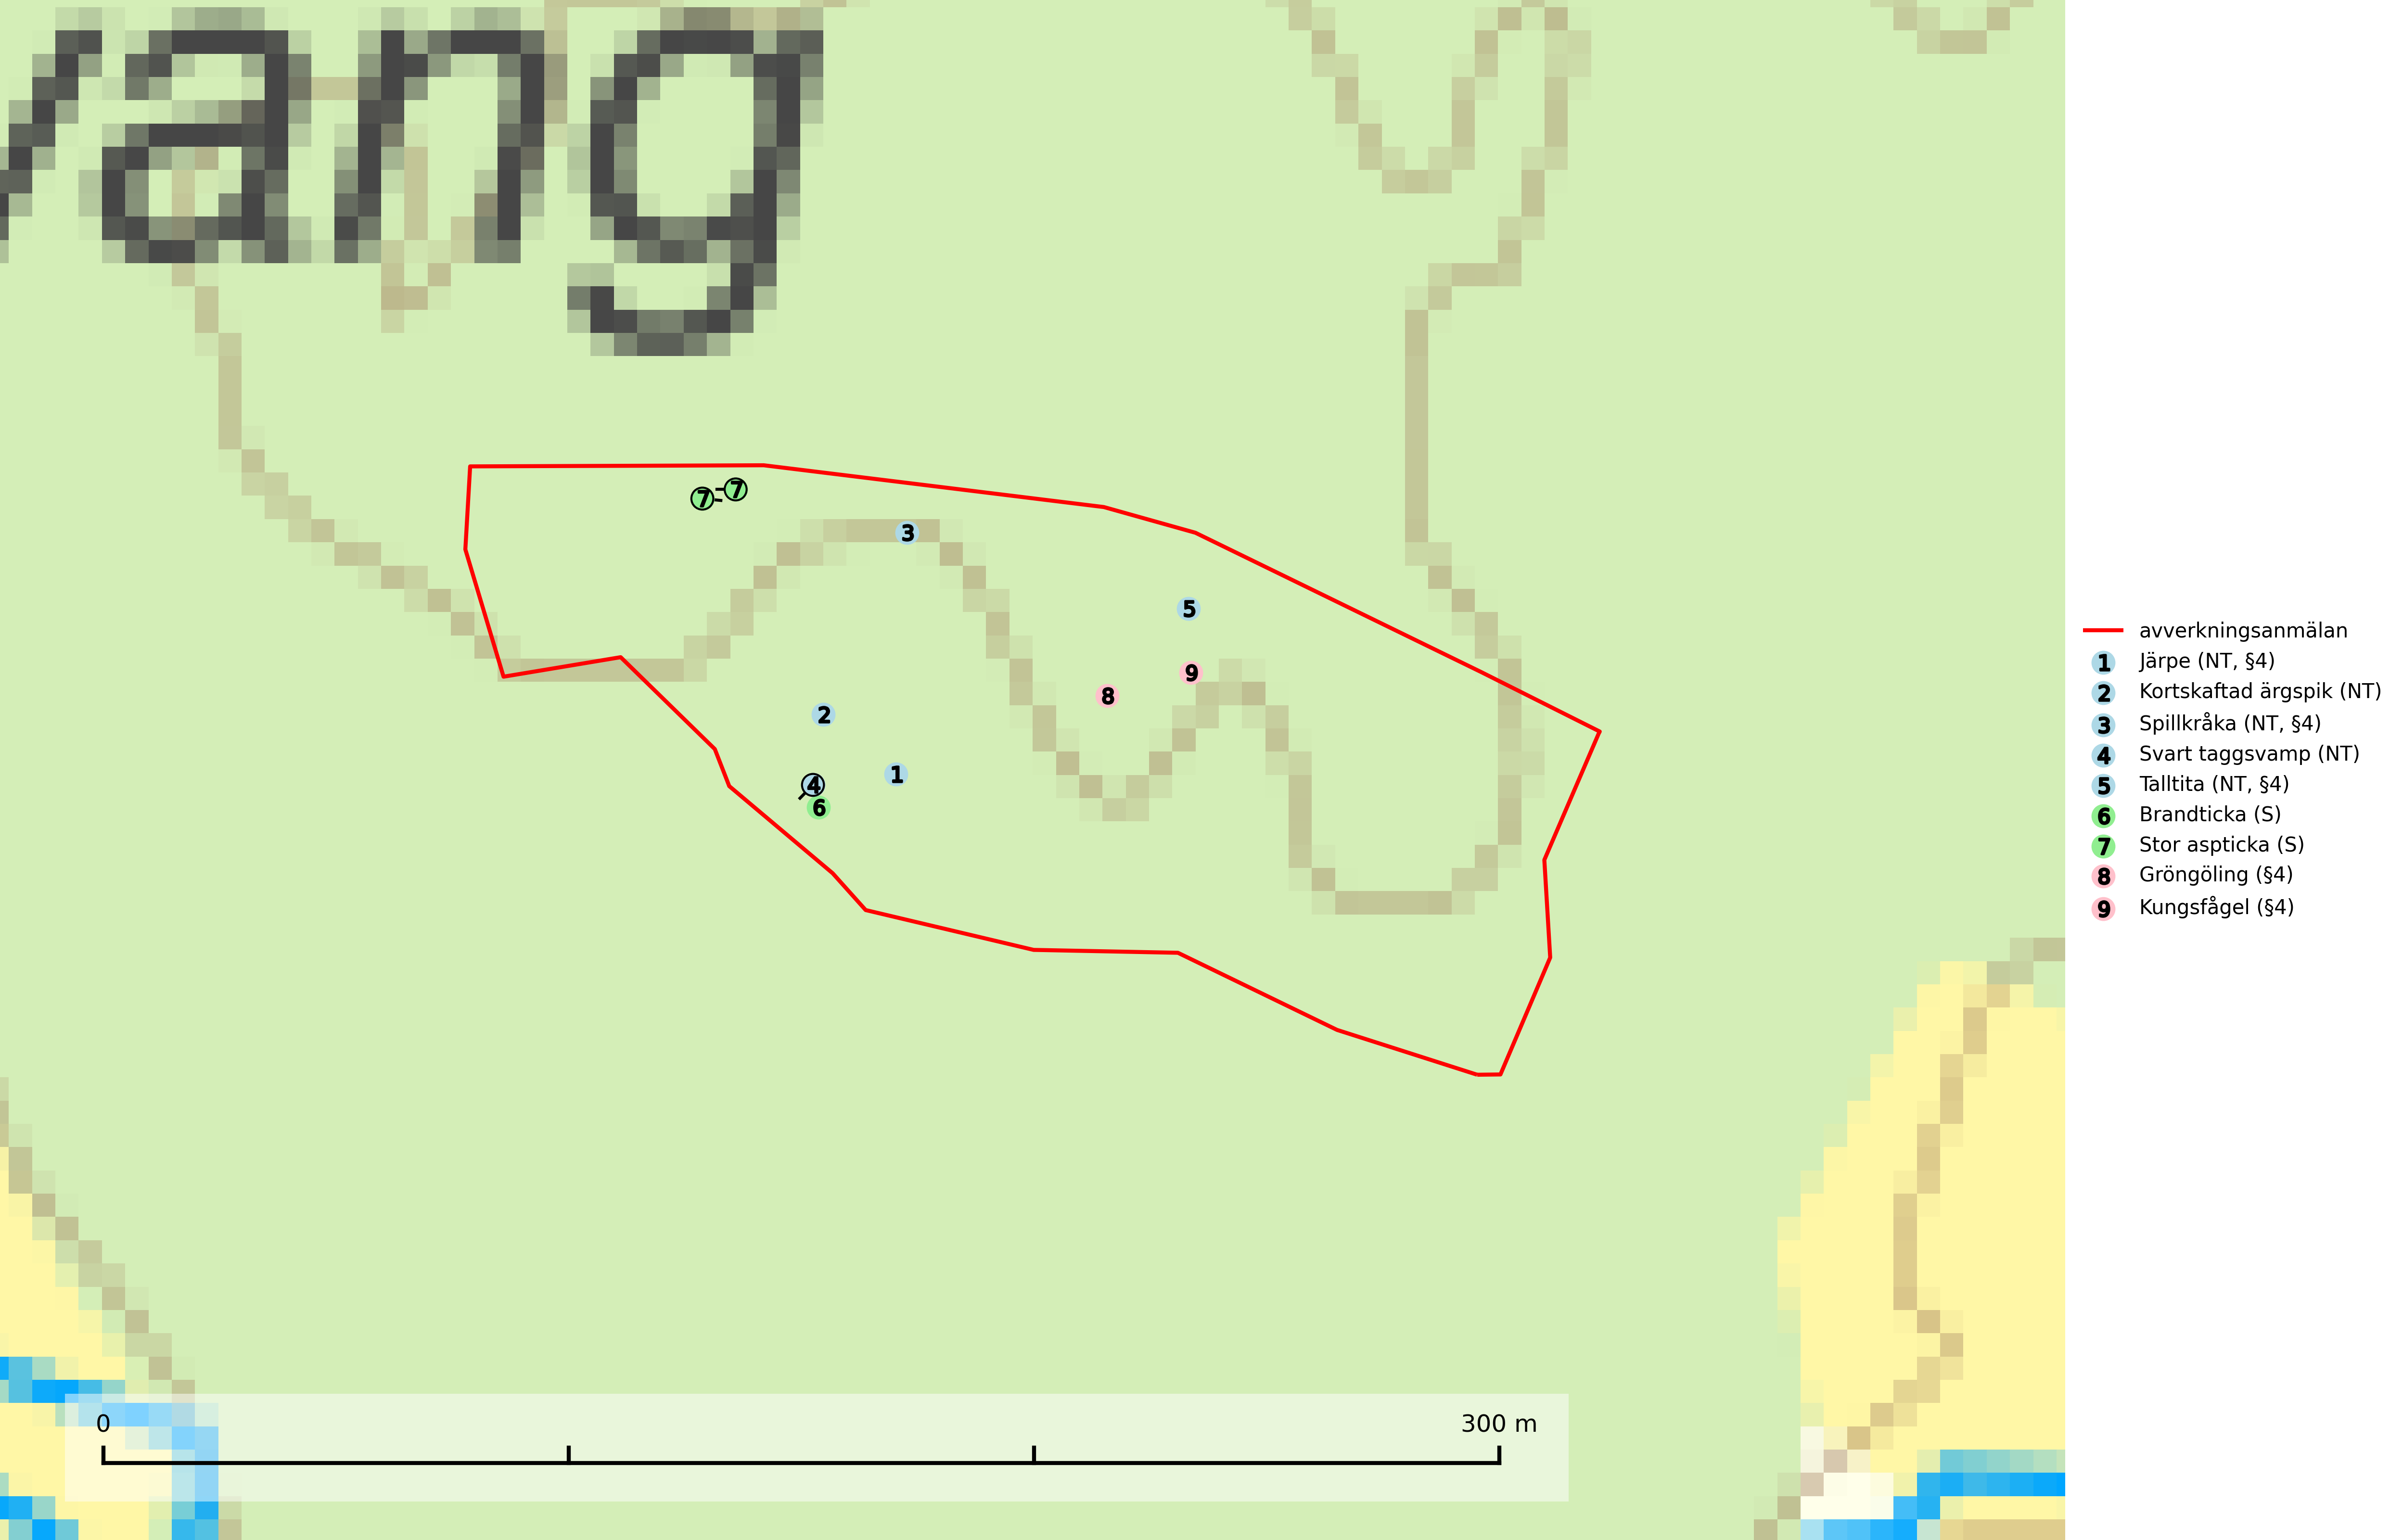 ang
7 7
3
5
9
8
2
1
4
6
avverkningsanmälan
1 Järpe (NT, §4)
2 Kortskaftad ärgspik (NT)
3 Spillkråka (NT, §4)
4 Svart taggsvamp (NT)
5 Talltita (NT, §4)
6 Brandticka (S)
7 Stor aspticka (S)
8 Gröngöling (§4)
9 Kungsfågel (§4)
0 300 m